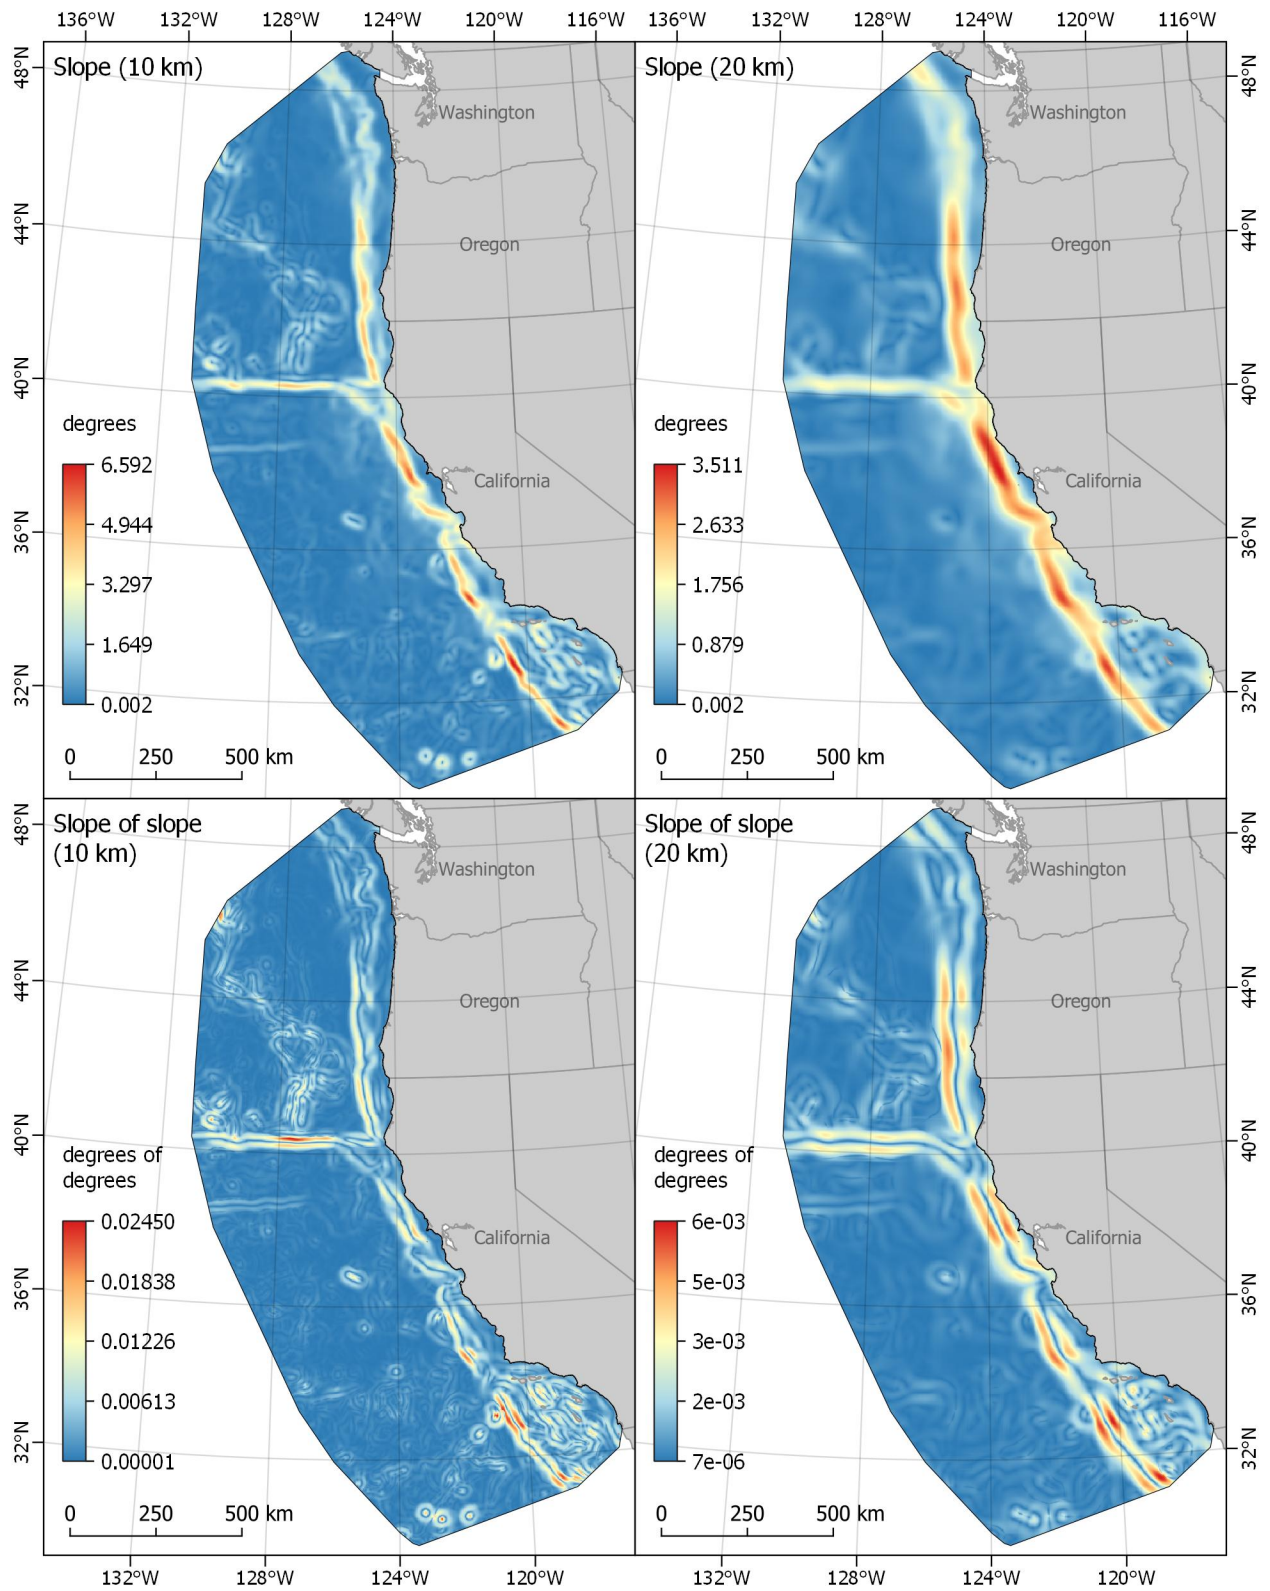 136°W 132°W 128°W 124°W 120°W 116°W 136°W 132°W 128°W 124°W 120°W 116°W
Slope (10 km)
48°N
44°N
40°N
36°N
32°N
Washington
Oregon
California
degrees
6.592
4.944
3.297
1.649
0.002
0 250 500 km
Slope (20 km)
48°N
44°N
40°N
36°N
32°N
Washington
Oregon
California
degrees
3.511
2.633
1.756
0.879
0.002
0 250 500 km
Slope of slope
(10 km)
48°N
44°N
40°N
36°N
32°N
Washington
Oregon
California
degrees of
degrees
0.02450
0.01838
0.01226
0.00613
0.00001
0 250 500 km
Slope of slope
(20 km)
48°N
44°N
40°N
36°N
32°N
Washington
Oregon
California
degrees of
degrees
6e-03
5e-03
3e-03
2e-03
7e-06
0 250 500 km
132°W 128°W 124°W 120°W 132°W 128°W 124°W 120°W